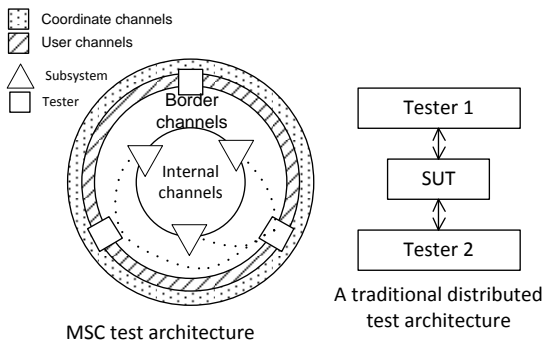 Coordinate channels
User channels
Subsystem
Tester
Border
channels
Internal
channels
MSC test architecture
Tester 1
SUT
Tester 2
A traditional distributed
test architecture